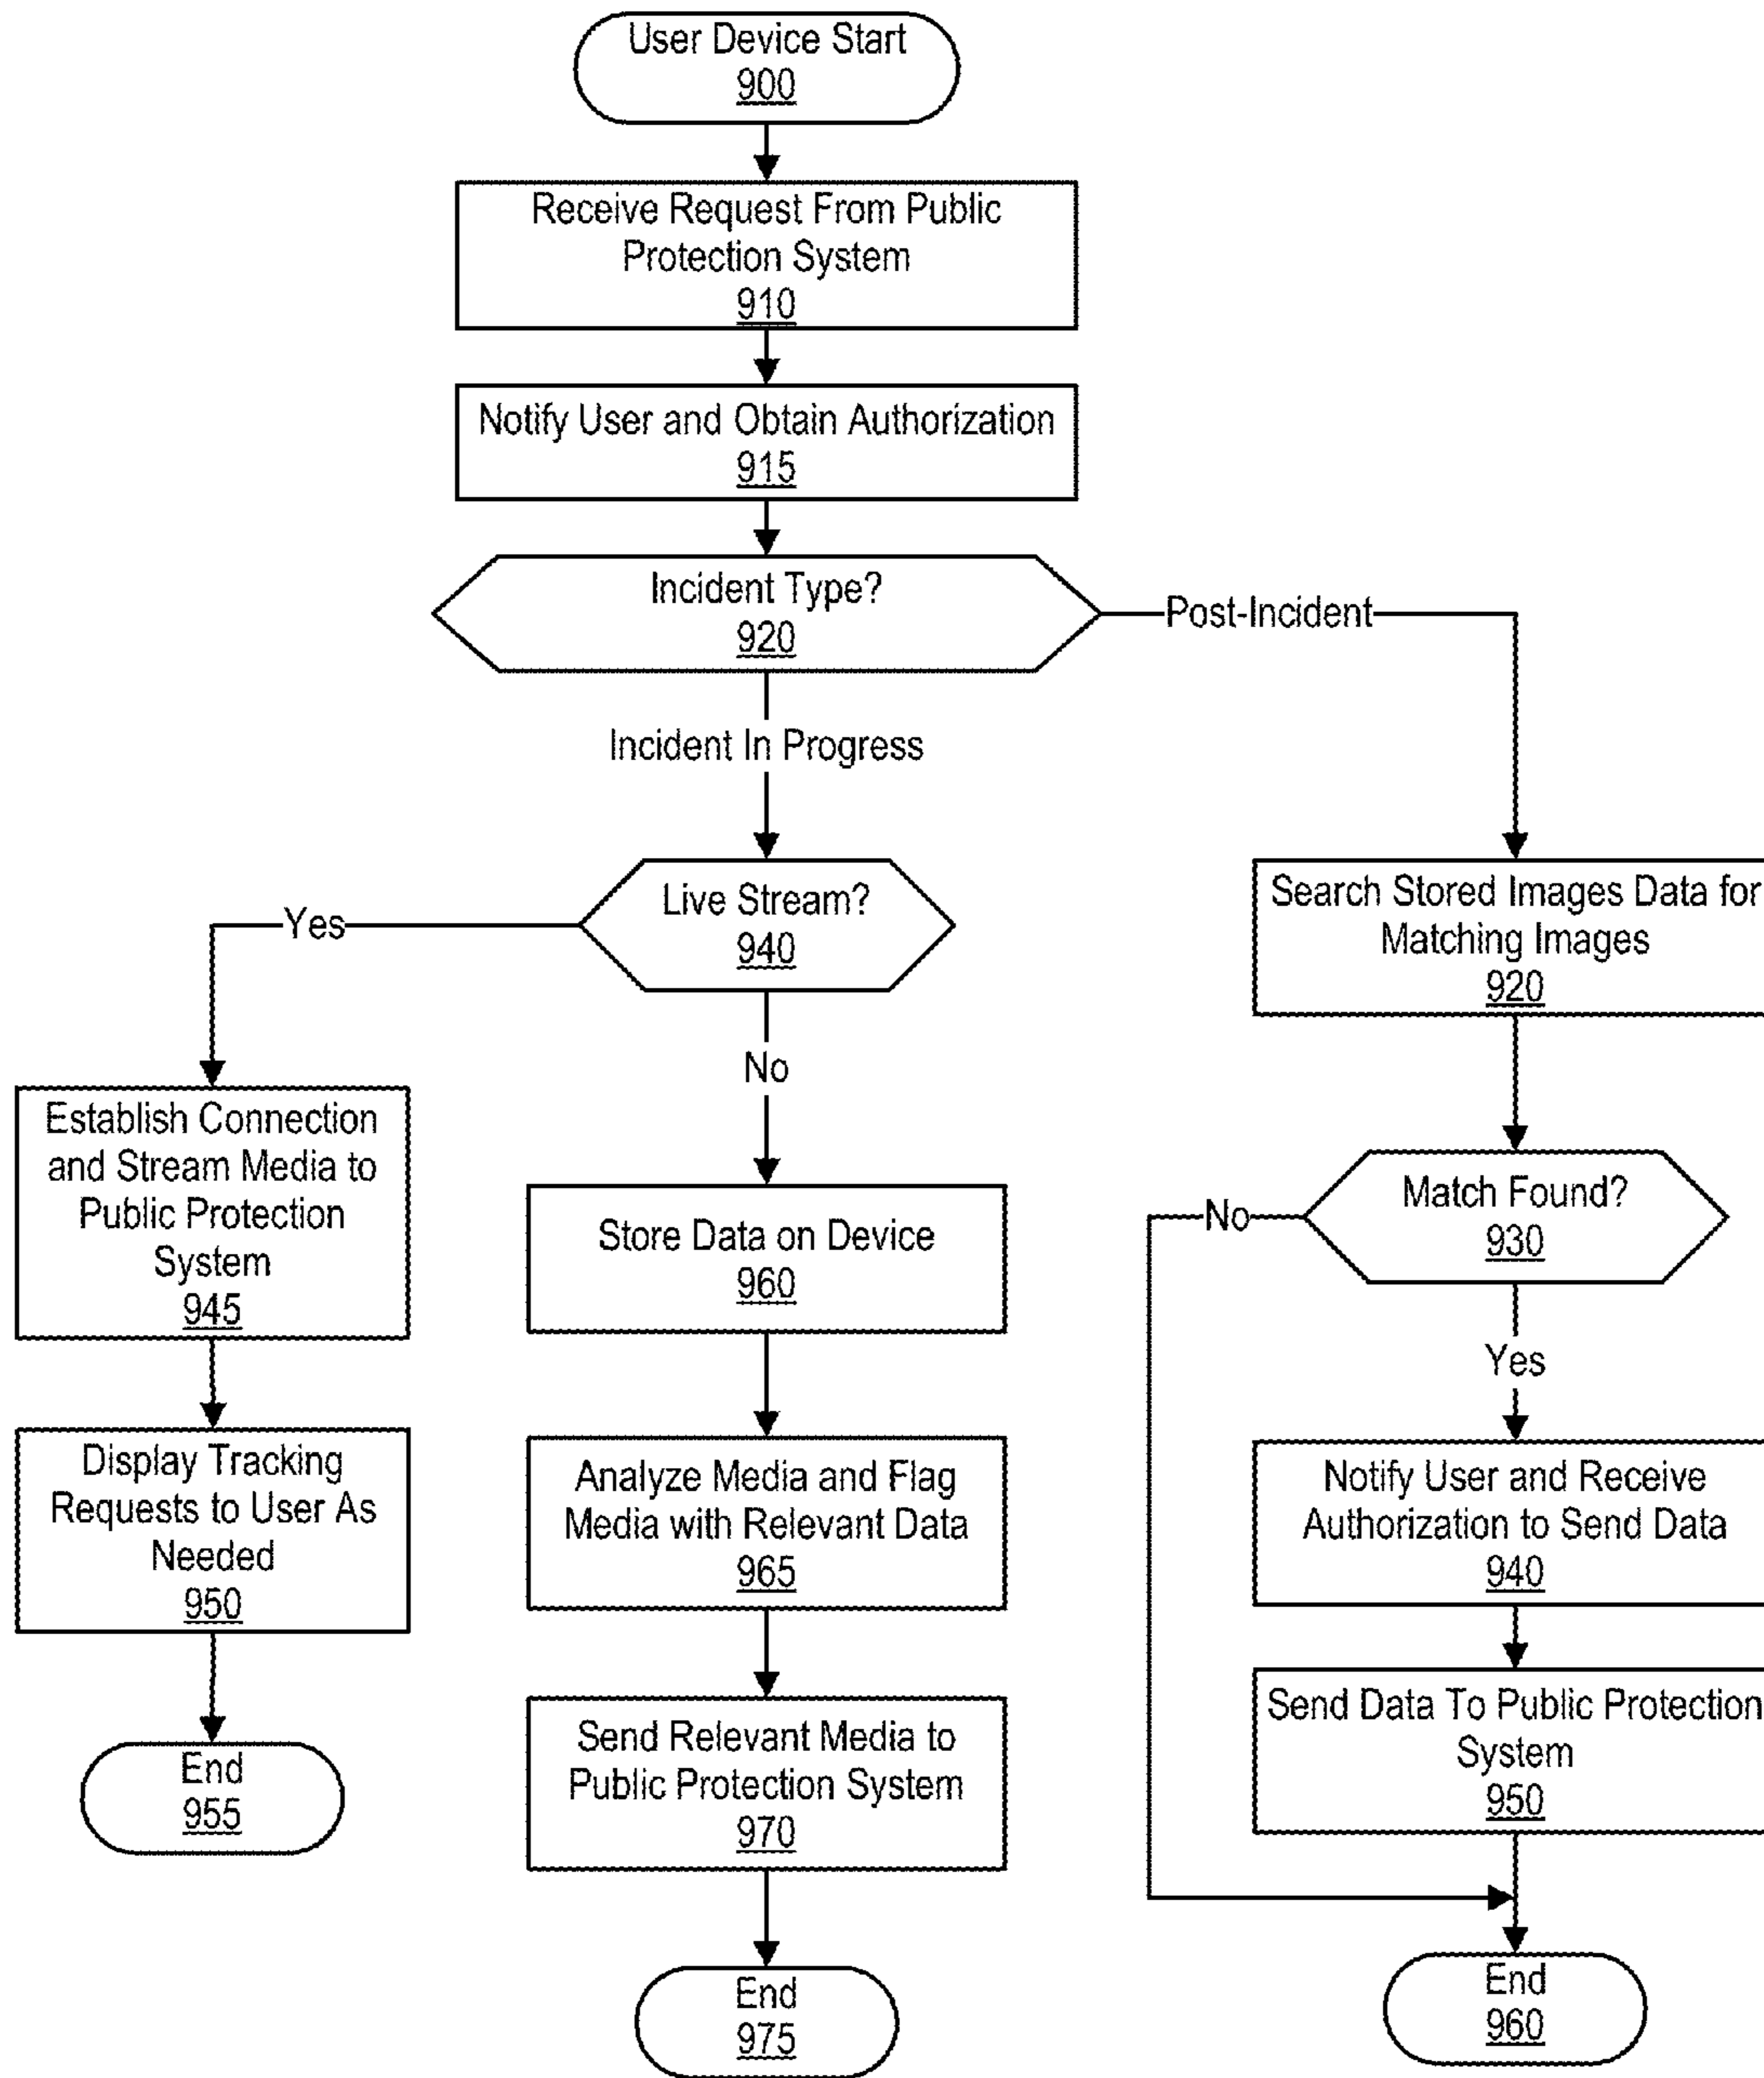 User Device Start
900
Receive Request From Public
Protection System
910
Notify User and Obtain Authorization
915
Incident Type?
920
Post-Incident
Incident In Progress
Live Stream?
940
Yes
No
Establish Connection
and Stream Media to
Public Protection
System
945
Display Tracking
Requests to User As
Needed
950
End
955
Store Data on Device
960
Analyze Media and Flag
Media with Relevant Data
965
Send Relevant Media to
Public Protection System
970
End
975
Search Stored Images Data for
Matching Images
920
Match Found?
930
No
Yes
Notify User and Receive
Authorization to Send Data
940
Send Data To Public Protection
System
950
End
960